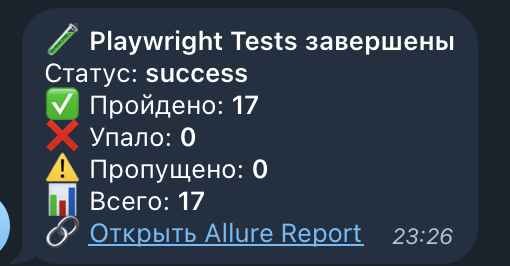 🧪 Playwright Tests завершены
Статус: success
✅ Пройдено: 17
❌ Упало: 0
⚠️ Пропущено: 0
📊 Всего: 17
🔗 Открыть Allure Report 23:26